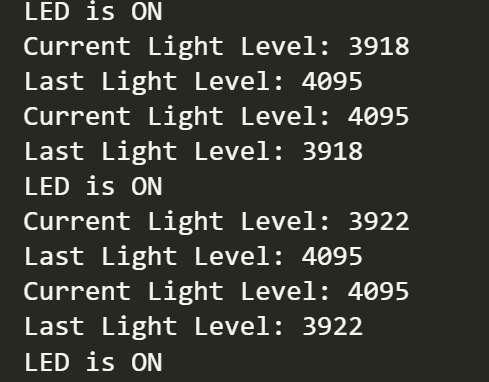 LED is ON
Current Light Level: 3918
Last Light Level: 4095
Current Light Level: 4095
Last Light Level: 3918
LED is ON
Current Light Level: 3922
Last Light Level: 4095
Current Light Level: 4095
Last Light Level: 3922
LED is ON